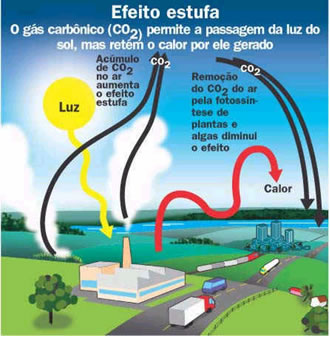 Efeito estufa
O gás carbônico (CO2) permite a passagem da luz do
sol, mas retém o calor por ele gerado
Acúmulo
de CO2
no ar
aumenta
o efeito
estufa
CO2
CO2
Remoção
do CO2 do ar
pela fotossín-
tese de
plantas e
algas diminui
o efeito
Luz
Calor